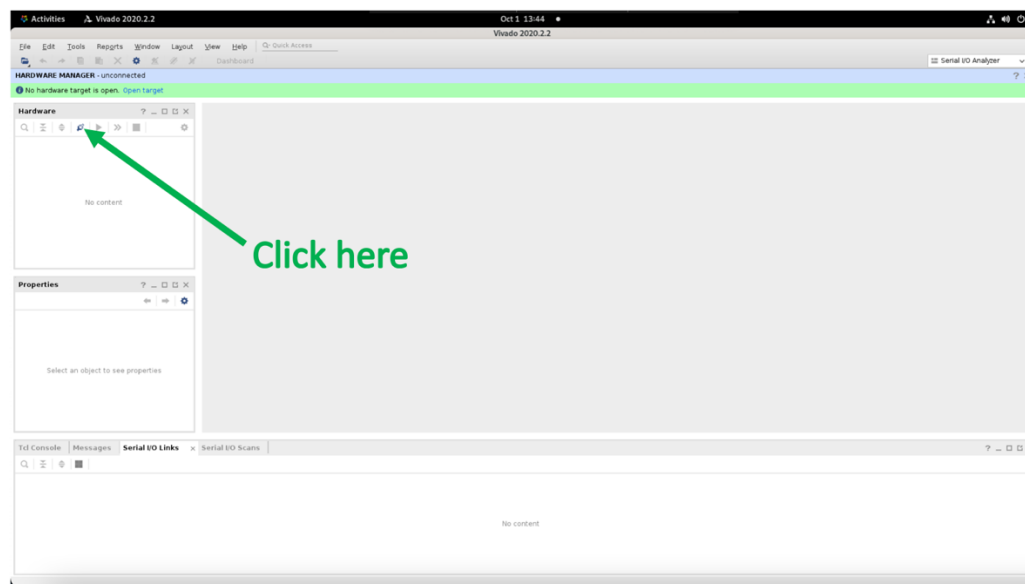 Activities Vivado 2020.2.2 Oct 1 13:44
Vivado 2020.2.2
File Edit Tools Reports Window Layout View Help Quick Access
Dashboard Serial I/O Analyzer
HARDWARE MANAGER - unconnected ?
No hardware target is open. Open target
Hardware ?
No content
Click here
Properties ?
Select an object to see properties
Tcl Console Messages Serial I/O Links Serial I/O Scans ?
No content